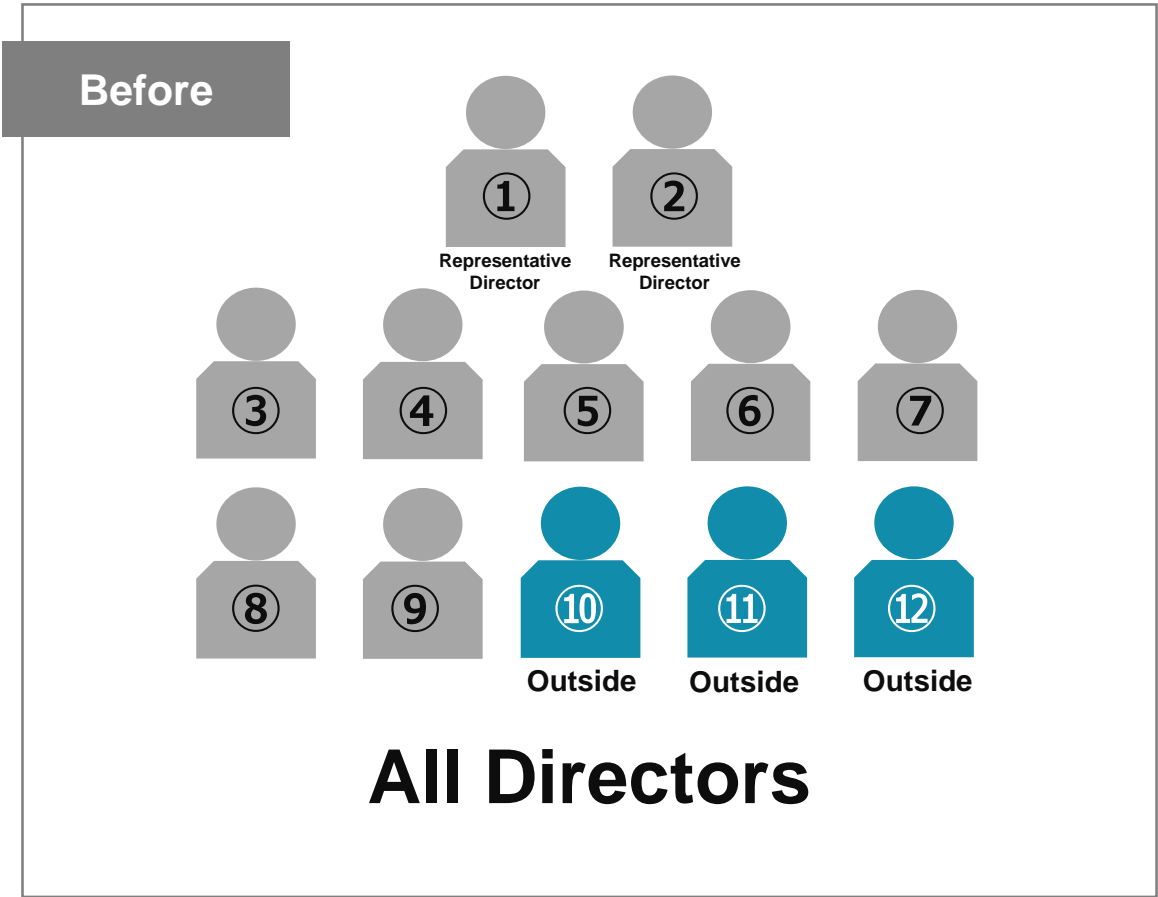 Before
① ②
Representative Director
Representative Director
③ ④ ⑤ ⑥ ⑦
⑧ ⑨ ⑩ ⑪ ⑫
Outside Outside Outside
All Directors